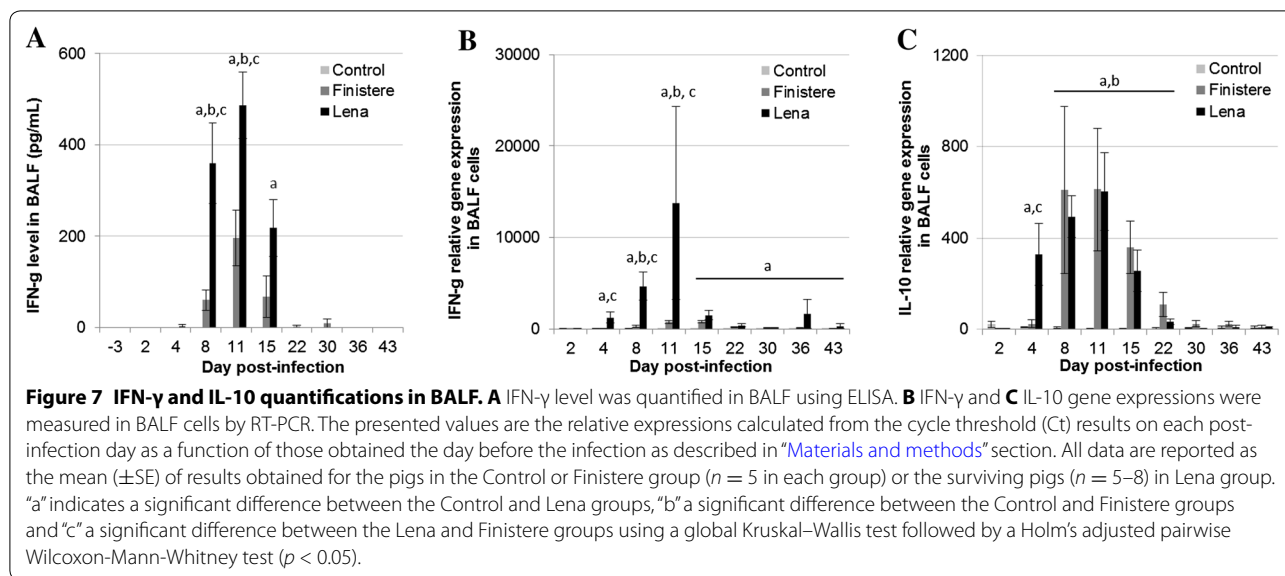 A
B
C
600
400
200
0
IFN-g level in BALF (pg/mL)
a,b,c
a,b,c
a
Control
Finistere
Lena
-3 2 4 8 11 15 22 30 36 43
Day post-infection
30000
20000
10000
0
IFN-g relative gene expression
in BALF cells
a,c
a,b,c
a,b, c
a
Control
Finistere
Lena
2 4 8 11 15 22 30 36 43
Day post-infection
1200
800
400
0
IL-10 relative gene expression
in BALF cells
a,c
a,b
Control
Finistere
Lena
2 4 8 11 15 22 30 36 43
Day post-infection
Figure 7 IFN-γ and IL-10 quantifications in BALF. A IFN-γ level was quantified in BALF using ELISA. B IFN-γ and C IL-10 gene expressions were
measured in BALF cells by RT-PCR. The presented values are the relative expressions calculated from the cycle threshold (Ct) results on each post-
infection day as a function of those obtained the day before the infection as described in “Materials and methods” section. All data are reported as
the mean (±SE) of results obtained for the pigs in the Control or Finistere group (n = 5 in each group) or the surviving pigs (n = 5–8) in Lena group.
“a” indicates a significant difference between the Control and Lena groups, “b” a significant difference between the Control and Finistere groups
and “c” a significant difference between the Lena and Finistere groups using a global Kruskal–Wallis test followed by a Holm’s adjusted pairwise
Wilcoxon-Mann-Whitney test (p < 0.05).